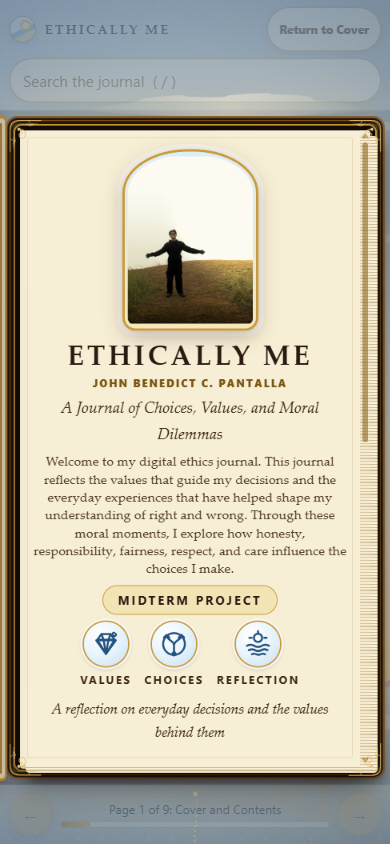 ETHICALLY ME
Return to Cover
Search the journal ( / )
ETHICALLY ME
JOHN BENEDICT C. PANTALLA
A Journal of Choices, Values, and Moral
Dilemmas
Welcome to my digital ethics journal. This journal
reflects the values that guide my decisions and the
everyday experiences that have helped shape my
understanding of right and wrong. Through these
moral moments, I explore how honesty,
responsibility, fairness, respect, and care influence the
choices I make.
MIDTERM PROJECT
VALUES CHOICES REFLECTION
A reflection on everyday decisions and the values
behind them
← Page 1 of 9: Cover and Contents →